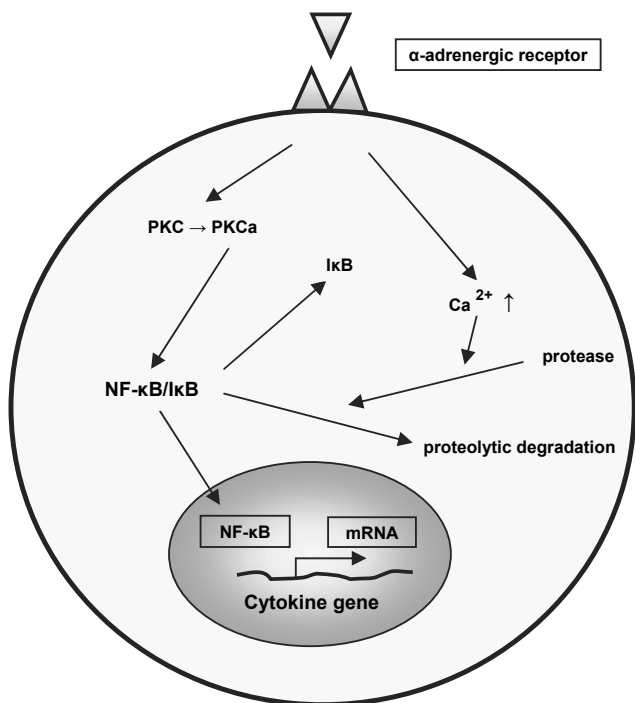 α-adrenergic receptor
PKC → PKCa
IκB
Ca 2+ ↑
protease
NF-κB/IκB
proteolytic degradation
NF-κB
mRNA
Cytokine gene